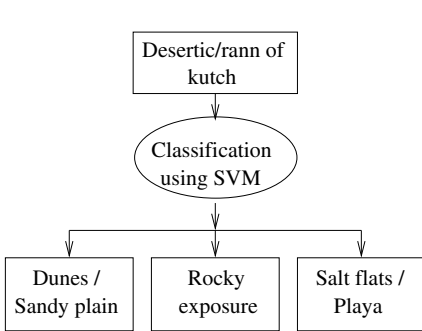 Desertic/rann of
kutch
Classification
using SVM
Dunes /
Sandy plain
Rocky
exposure
Salt flats /
Playa